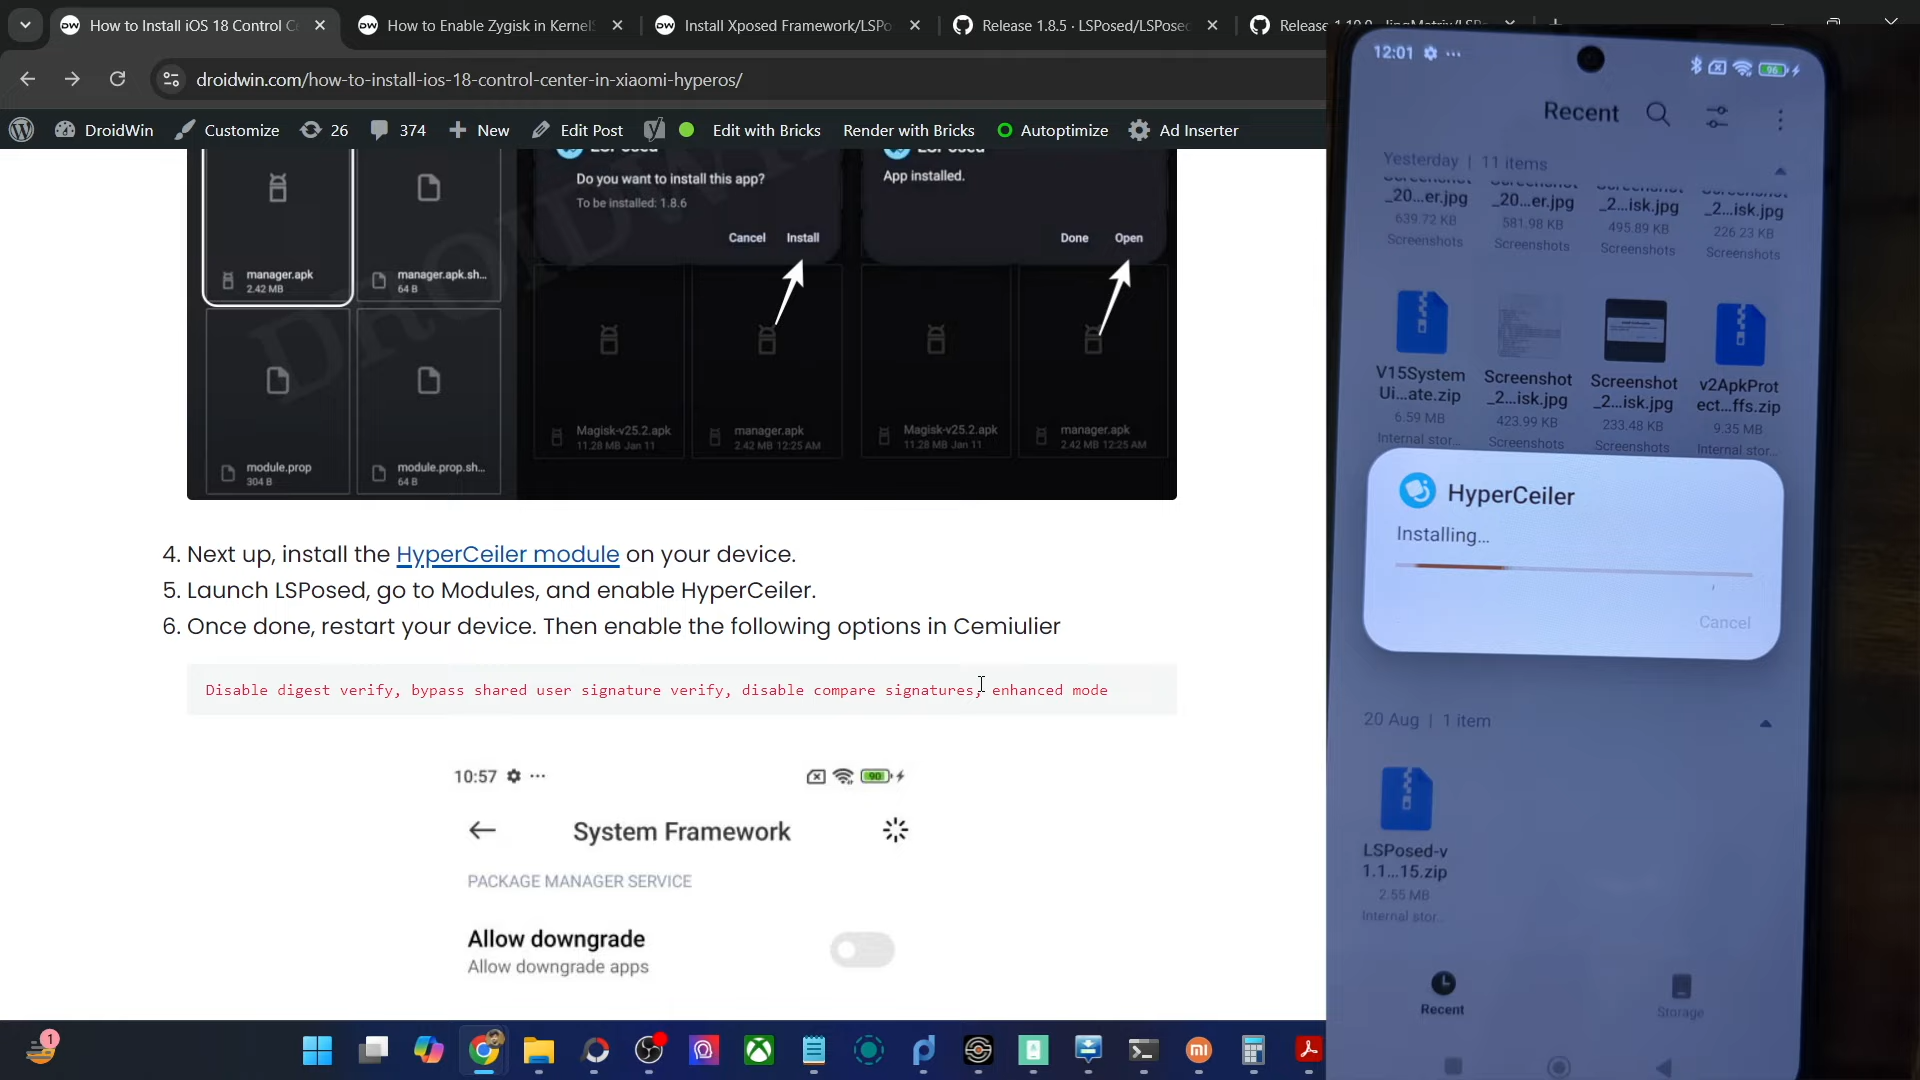 How to Install iOS 18 Control C
How to Enable Zygisk in Kernel
Install Xposed Framework/LSPo
Release 1.8.5 · LSPosed/LSPosed
Release
droidwin.com/how-to-install-ios-18-control-center-in-xiaomi-hyperos/
DroidWin
Customize
26
374
New
Edit Post
Edit with Bricks
Render with Bricks
Autoptimize
Ad Inserter
manager.apk
2.42 MB
manager.apk.sh...
64 B
module.prop
304 B
module.prop.sh...
64 B
LSPosed
Do you want to install this app?
To be installed: 1.8.6
Cancel Install
Magisk-v25.2.apk
11.28 MB Jan 11
manager.apk
2.42 MB 12:25 AM
LSPosed
App installed.
Done Open
Magisk-v25.2.apk
11.28 MB Jan 11
manager.apk
2.42 MB 12:25 AM
DROIDWIN
4. Next up, install the HyperCeiler module on your device.
5. Launch LSPosed, go to Modules, and enable HyperCeiler.
6. Once done, restart your device. Then enable the following options in Cemiulier
Disable digest verify, bypass shared user signature verify, disable compare signatures, enhanced mode
10:57
90
System Framework
PACKAGE MANAGER SERVICE
Allow downgrade
Allow downgrade apps
1
12:01
96
Recent
Yesterday | 11 items
_20...er.jpg
639.72 KB
Screenshots
_20...er.jpg
581.98 KB
Screenshots
_2...isk.jpg
495.89 KB
Screenshots
_2...isk.jpg
226.23 KB
Screenshots
V15System
Ui...ate.zip
6.59 MB
Internal stor...
Screenshot
_2...isk.jpg
423.99 KB
Screenshots
Screenshot
_2...isk.jpg
233.48 KB
Screenshots
v2ApkProt
ect...ffs.zip
9.35 MB
Internal stor...
HyperCeiler
Installing...
Cancel
20 Aug | 1 item
LSPosed-v
1.1...15.zip
2.55 MB
Internal stor...
Recent
Storage